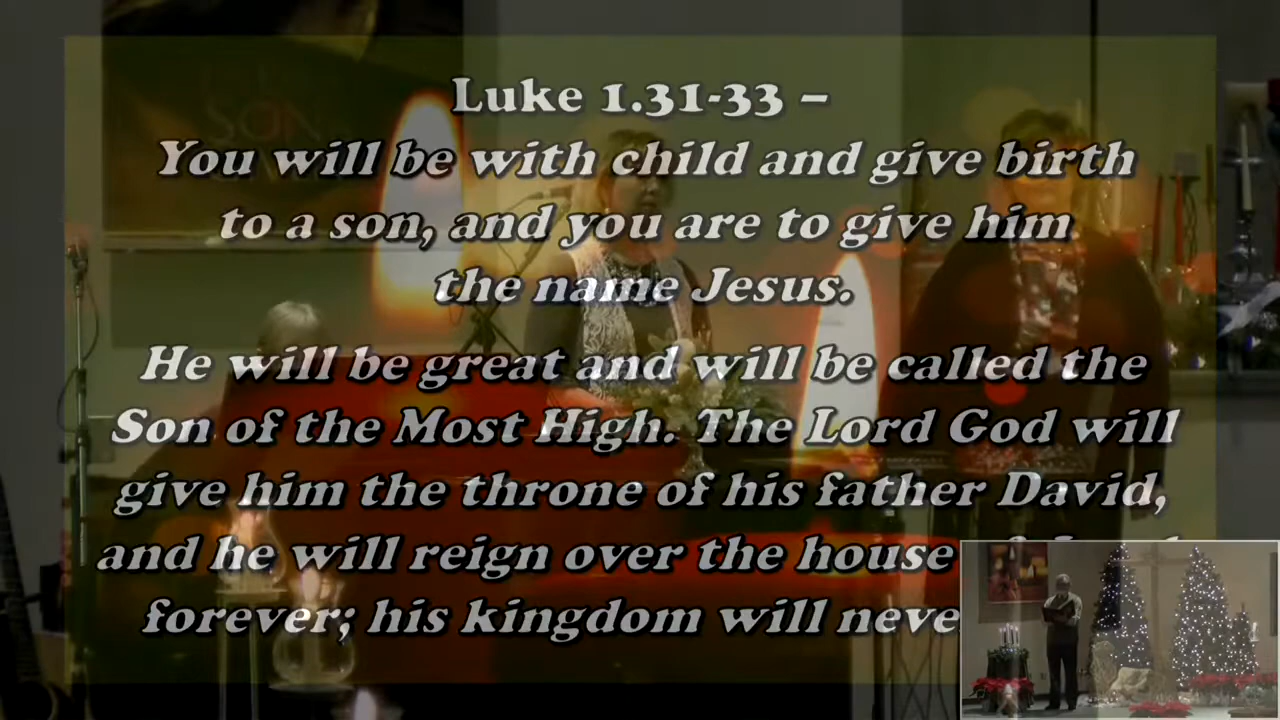 Luke 1.31-33 –
You will be with child and give birth
to a son, and you are to give him
the name Jesus.
He will be great and will be called the
Son of the Most High. The Lord God will
give him the throne of his father David,
and he will reign over the house
forever; his kingdom will